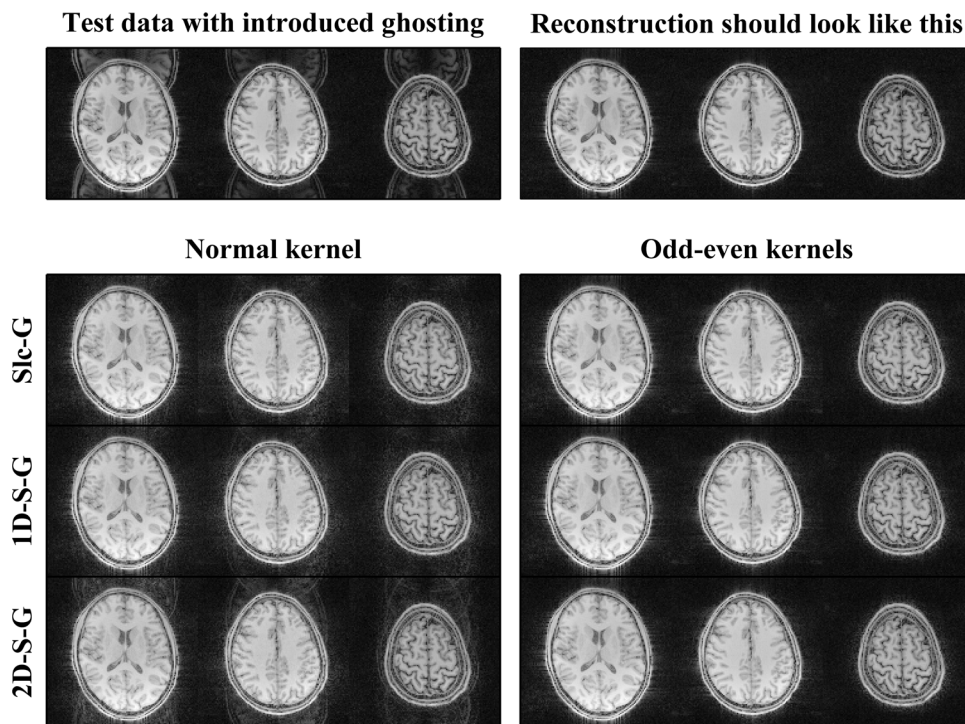 Test data with introduced ghosting
Reconstruction should look like this
Normal kernel
Odd-even kernels
Slc-G
1D-S-G
2D-S-G